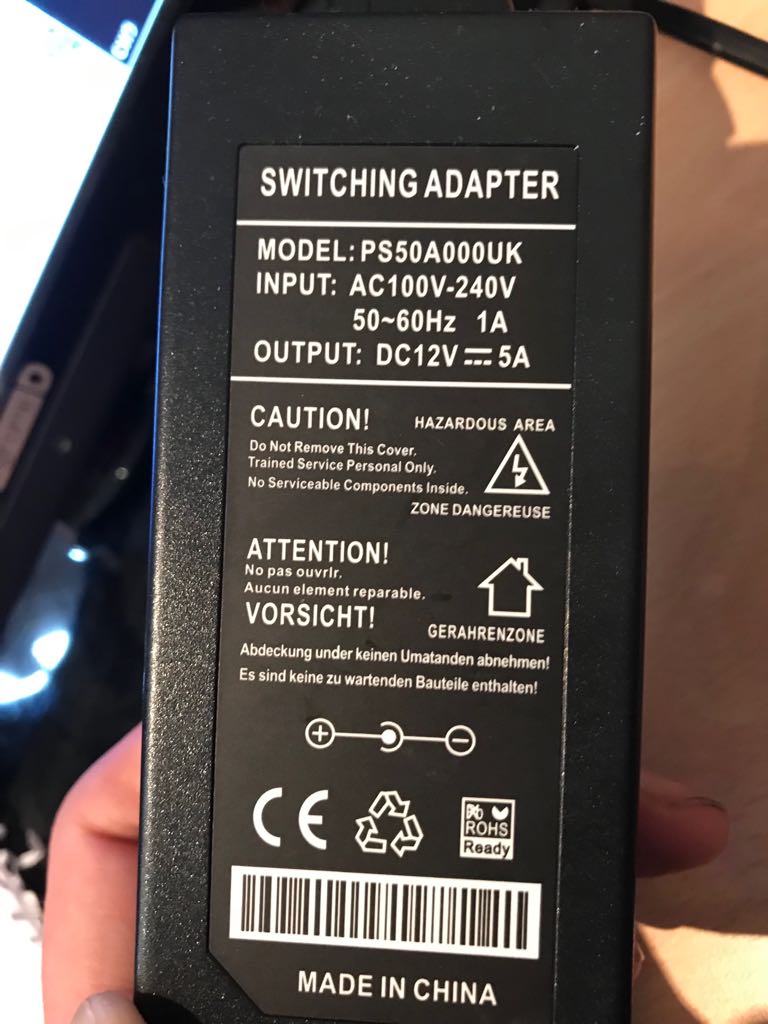 SWITCHING ADAPTER
MODEL: PS50A000UK
INPUT: AC100V-240V
50~60Hz 1A
OUTPUT: DC12V ⎓ 5A
CAUTION!
HAZARDOUS AREA
Do Not Remove This Cover.
Trained Service Personal Only.
No Serviceable Components Inside.
ZONE DANGEREUSE
ATTENTION!
No pas ouvrlr.
Aucun element reparable.
VORSICHT!
GERAHRENZONE
Abdeckung under keinen Umatanden abnehmen!
Es sind keine zu wartenden Bauteile enthalten!
+ −
CE
Pb
ROHS
Ready
MADE IN CHINA